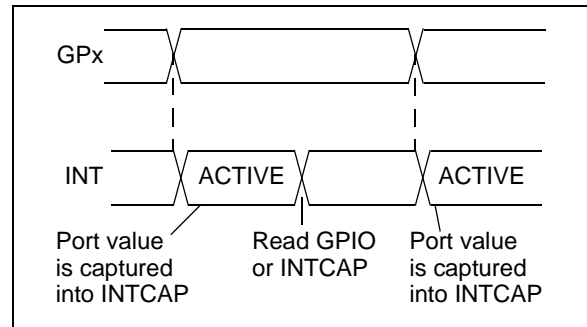 GPx
INT
ACTIVE
ACTIVE
Port value
is captured
into INTCAP
Read GPIO
or INTCAP
Port value
is captured
into INTCAP